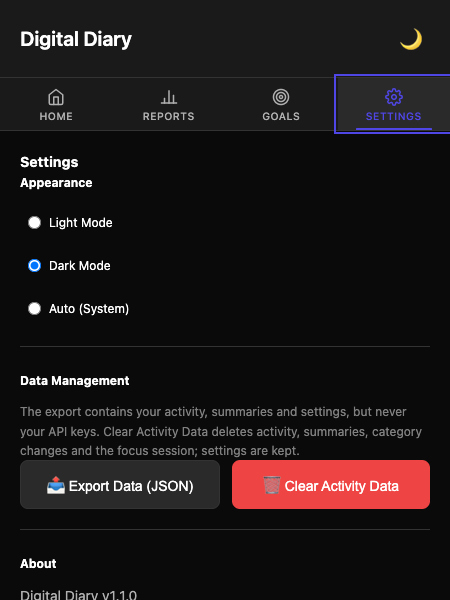 Digital Diary
HOME
REPORTS
GOALS
SETTINGS
Settings
Appearance
Light Mode
Dark Mode
Auto (System)
Data Management
The export contains your activity, summaries and settings, but never
your API keys. Clear Activity Data deletes activity, summaries, category
changes and the focus session; settings are kept.
Export Data (JSON)
Clear Activity Data
About
Digital Diary v1.1.0